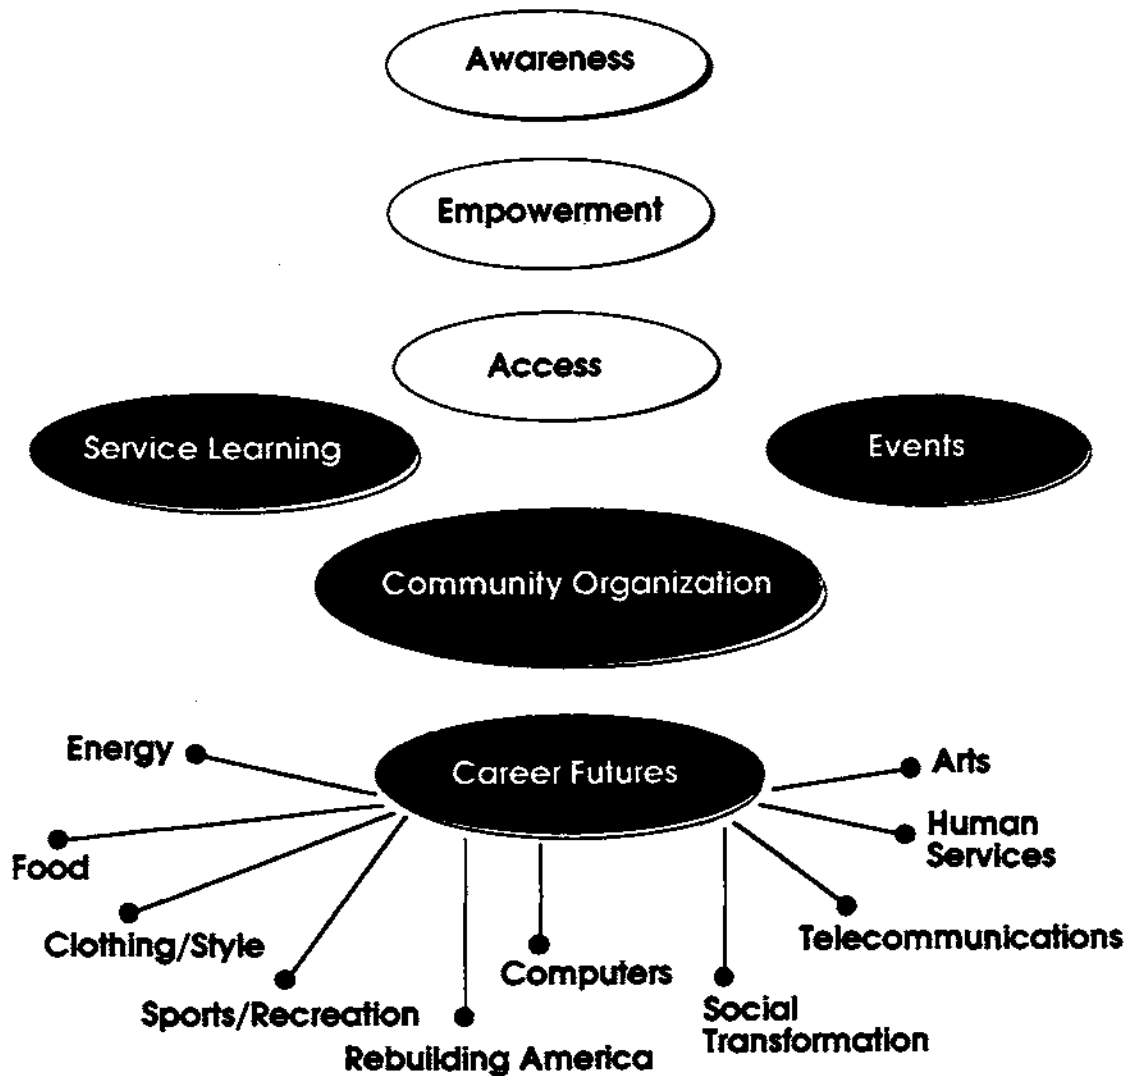 Awareness
Empowerment
Access
Service Learning
Events
Community Organization
Career Futures
Energy
Food
Clothing/Style
Sports/Recreation
Rebuilding America
Computers
Social
Transformation
Telecommunications
Human
Services
Arts